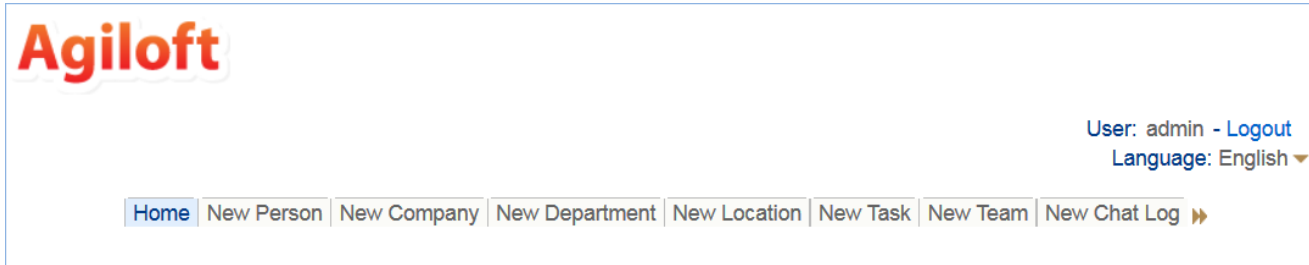 Agiloft
User: admin - Logout
Language: English
Home New Person New Company New Department New Location New Task New Team New Chat Log